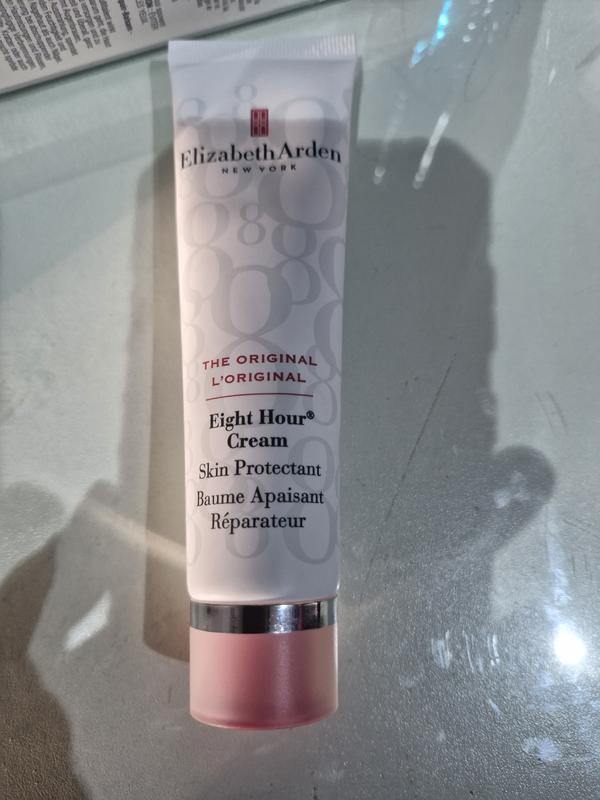 ElizabethArden
NEW YORK
THE ORIGINAL
L'ORIGINAL
Eight Hour®
Cream
Skin Protectant
Baume Apaisant
Réparateur